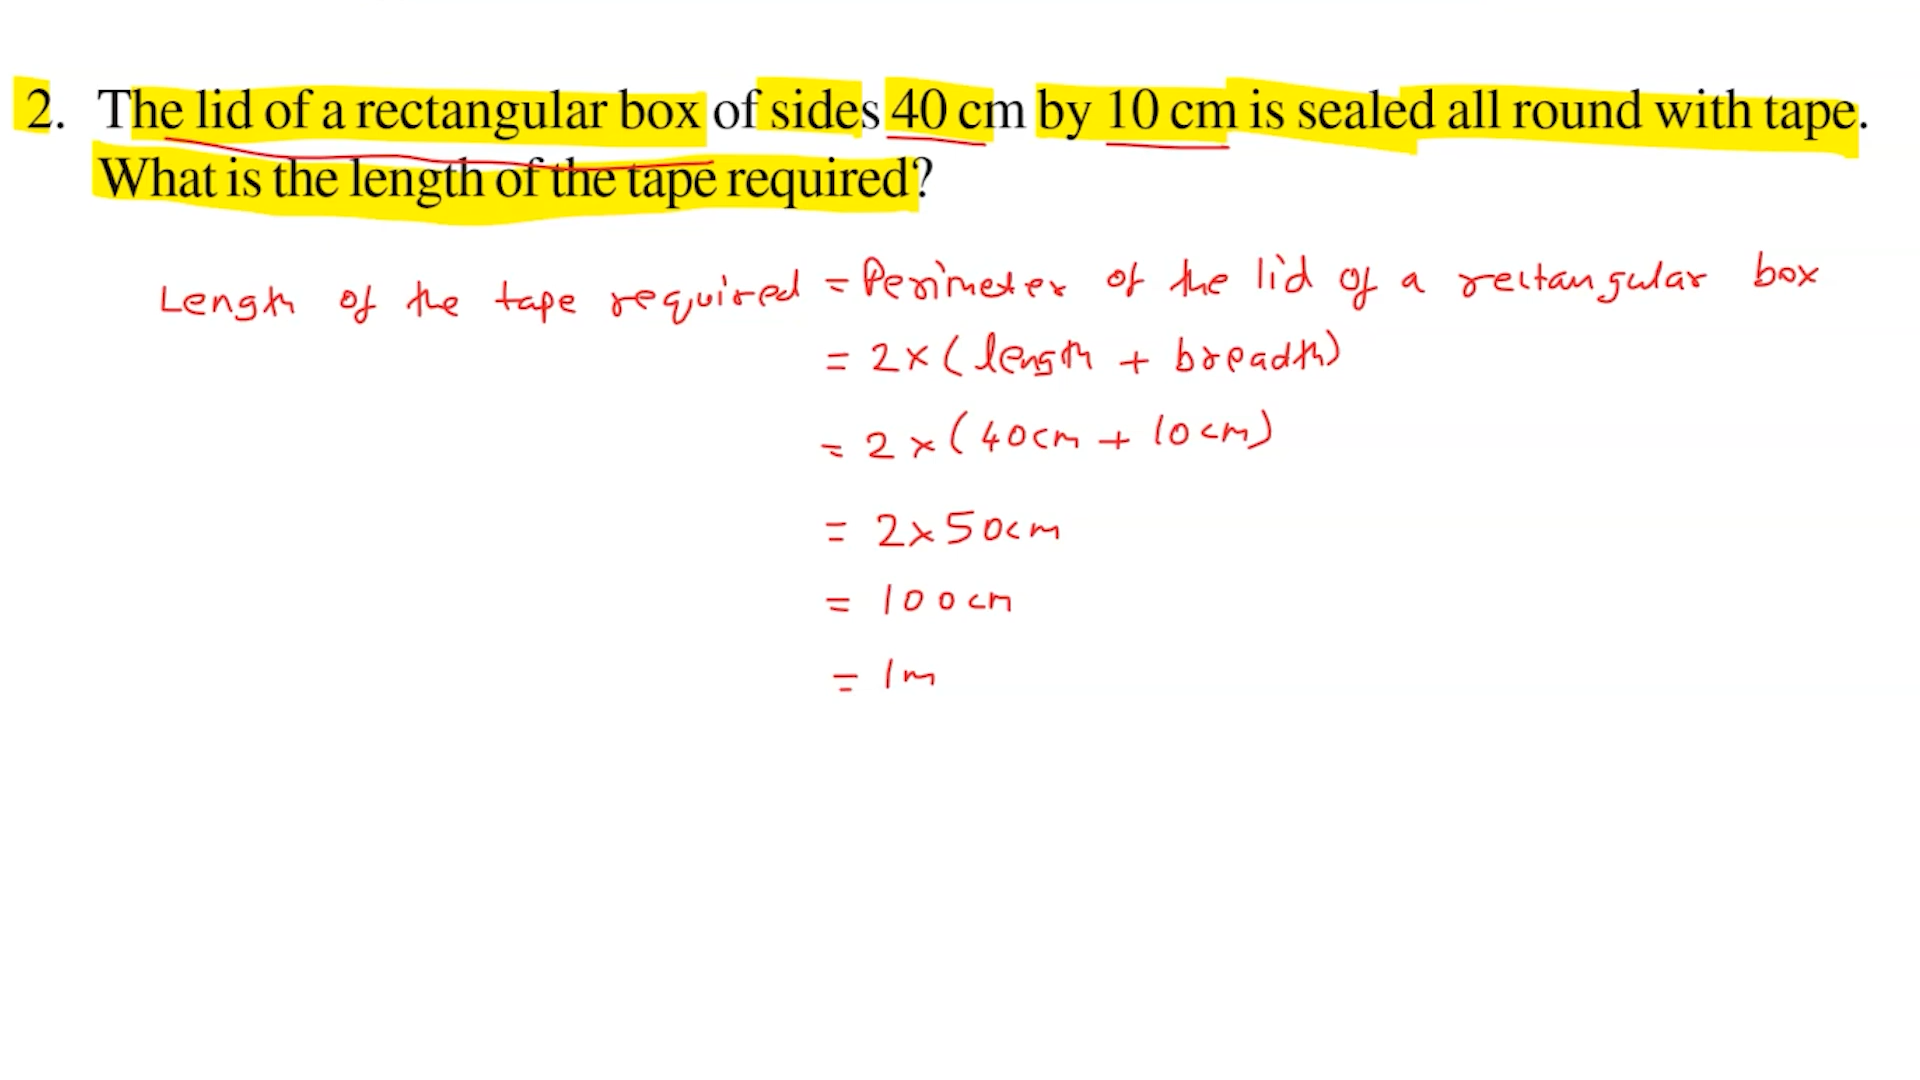 2. The lid of a rectangular box of sides 40 cm by 10 cm is sealed all round with tape.
What is the length of the tape required?
Length of the tape required = Perimeter of the lid of a rectangular box
= 2 × ( length + breadth)
= 2 × ( 40cm + 10cm)
= 2 × 50cm
= 100cm
= 1m